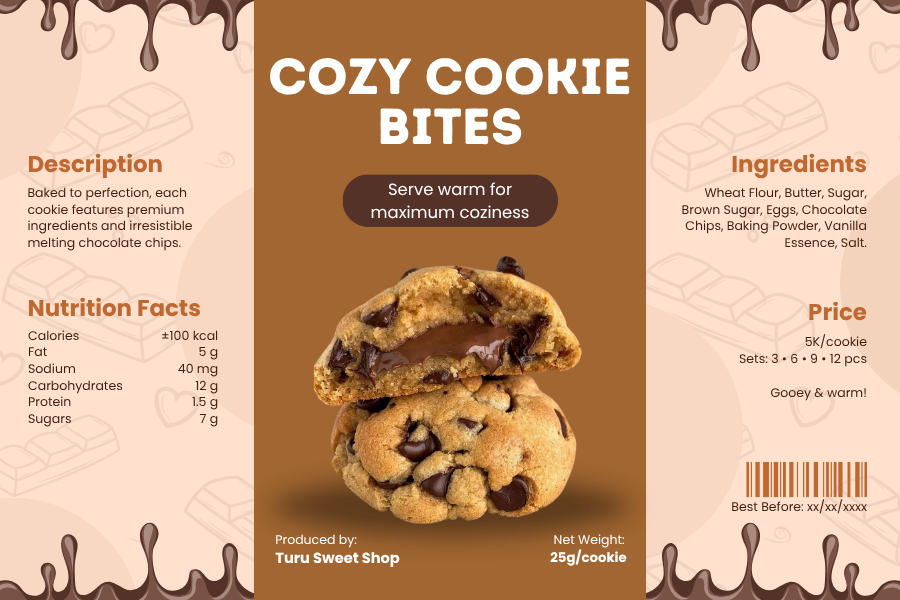 Description
Baked to perfection, each
cookie features premium
ingredients and irresistible
melting chocolate chips.
Nutrition Facts
Calories ±100 kcal
Fat 5 g
Sodium 40 mg
Carbohydrates 12 g
Protein 1.5 g
Sugars 7 g
COZY COOKIE
BITES
Serve warm for
maximum coziness
Produced by:
Turu Sweet Shop
Net Weight:
25g/cookie
Ingredients
Wheat Flour, Butter, Sugar,
Brown Sugar, Eggs, Chocolate
Chips, Baking Powder, Vanilla
Essence, Salt.
Price
5K/cookie
Sets: 3 • 6 • 9 • 12 pcs
Gooey & warm!
Best Before: xx/xx/xxxx